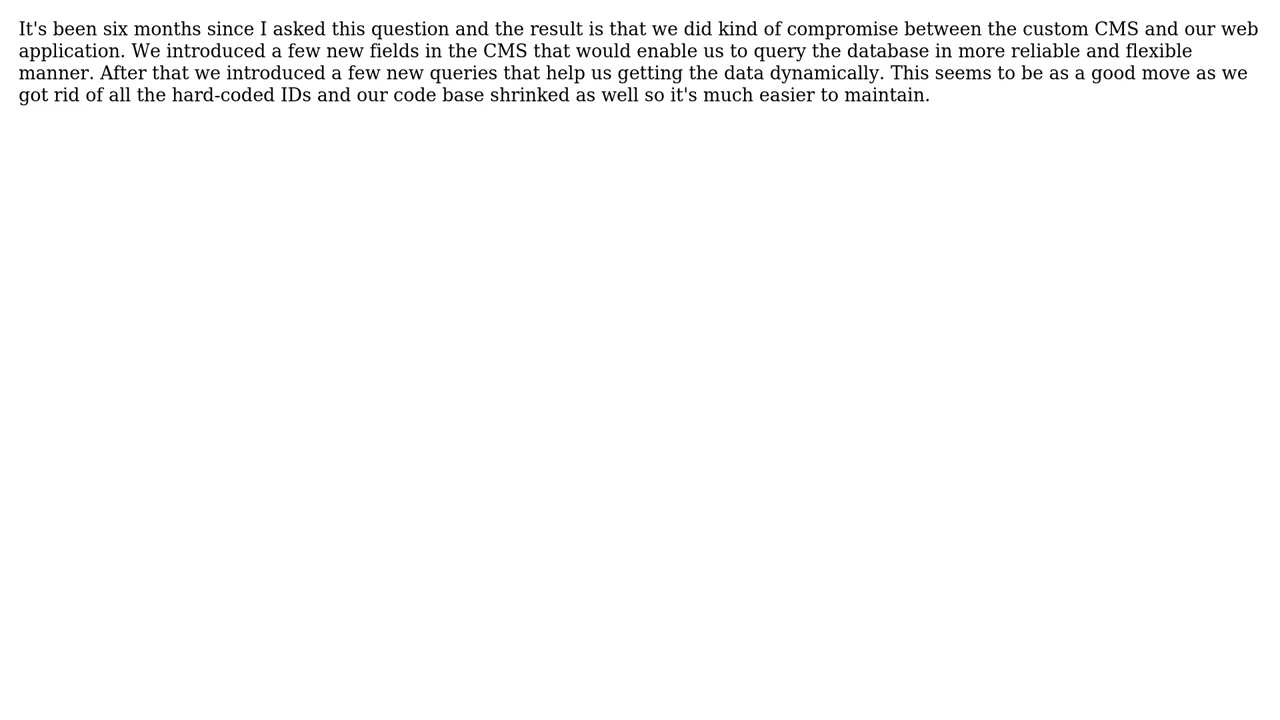 It's been six months since I asked this question and the result is that we did kind of compromise between the custom CMS and our web
application. We introduced a few new fields in the CMS that would enable us to query the database in more reliable and flexible
manner. After that we introduced a few new queries that help us getting the data dynamically. This seems to be as a good move as we
got rid of all the hard-coded IDs and our code base shrinked as well so it's much easier to maintain.